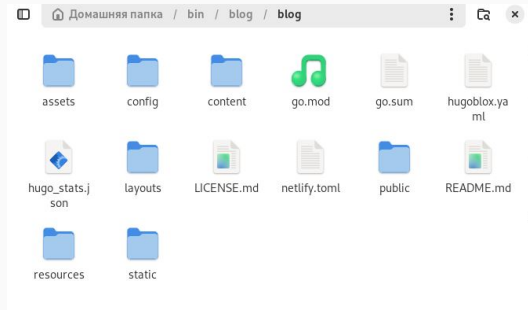 Домашняя папка / bin / blog / blog
assets config content go.mod go.sum hugoblox.ya
ml
hugo_stats.j layouts LICENSE.md netlify.toml public README.md
son
resources static